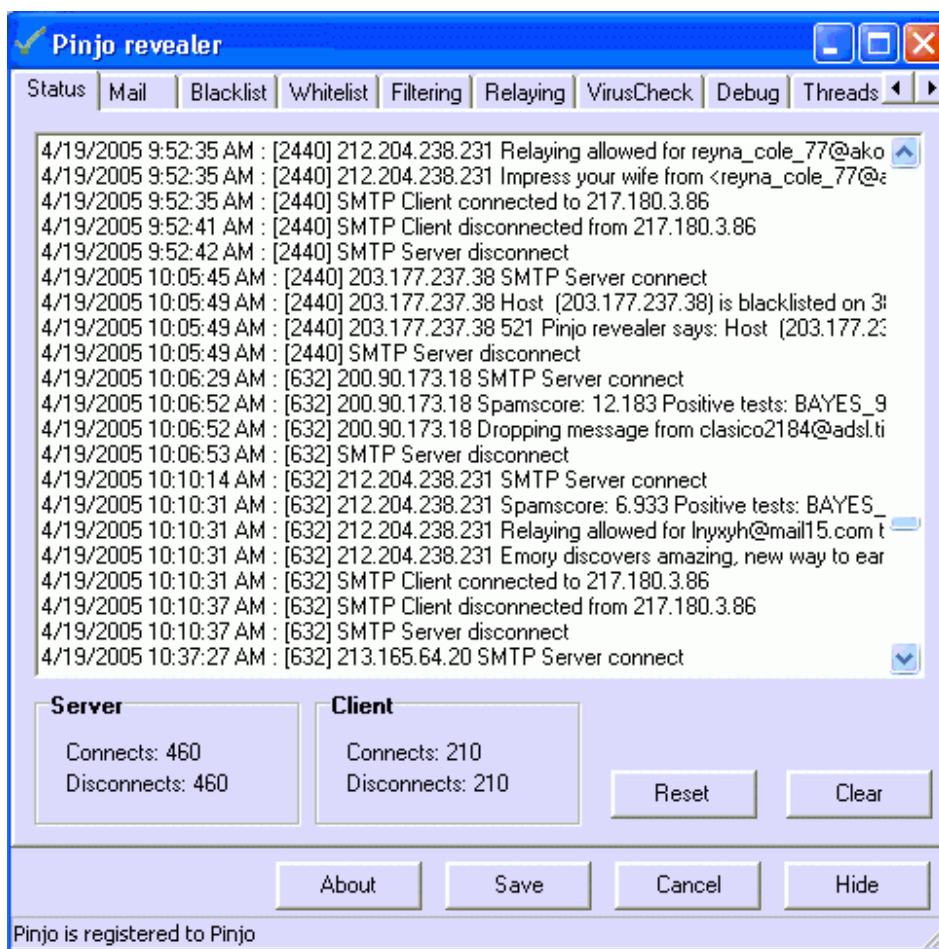 Pinjo revealer
Status Mail Blacklist Whitelist Filtering Relaying VirusCheck Debug Threads
4/19/2005 9:52:35 AM : [2440] 212.204.238.231 Relaying allowed for reyna_cole_77@ako
4/19/2005 9:52:35 AM : [2440] 212.204.238.231 Impress your wife from <reyna_cole_77@a
4/19/2005 9:52:35 AM : [2440] SMTP Client connected to 217.180.3.86
4/19/2005 9:52:41 AM : [2440] SMTP Client disconnected from 217.180.3.86
4/19/2005 9:52:42 AM : [2440] SMTP Server disconnect
4/19/2005 10:05:45 AM : [2440] 203.177.237.38 SMTP Server connect
4/19/2005 10:05:49 AM : [2440] 203.177.237.38 Host  (203.177.237.38) is blacklisted on
4/19/2005 10:05:49 AM : [2440] 203.177.237.38 521 Pinjo revealer says: Host  (203.177.23
4/19/2005 10:05:49 AM : [2440] SMTP Server disconnect
4/19/2005 10:06:29 AM : [632] 200.90.173.18 SMTP Server connect
4/19/2005 10:06:52 AM : [632] 200.90.173.18 Spamscore: 12.183 Positive tests: BAYES_9
4/19/2005 10:06:52 AM : [632] 200.90.173.18 Dropping message from clasico2184@adsl.ti
4/19/2005 10:06:53 AM : [632] SMTP Server disconnect
4/19/2005 10:10:14 AM : [632] 212.204.238.231 SMTP Server connect
4/19/2005 10:10:31 AM : [632] 212.204.238.231 Spamscore: 6.933 Positive tests: BAYES_
4/19/2005 10:10:31 AM : [632] 212.204.238.231 Relaying allowed for lnyxyh@mail15.com t
4/19/2005 10:10:31 AM : [632] 212.204.238.231 Emory discovers amazing, new way to ear
4/19/2005 10:10:31 AM : [632] SMTP Client connected to 217.180.3.86
4/19/2005 10:10:37 AM : [632] SMTP Client disconnected from 217.180.3.86
4/19/2005 10:10:37 AM : [632] SMTP Server disconnect
4/19/2005 10:37:27 AM : [632] 213.165.64.20 SMTP Server connect
Server
Connects: 460
Disconnects: 460
Client
Connects: 210
Disconnects: 210
Reset Clear
About Save Cancel Hide
Pinjo is registered to Pinjo